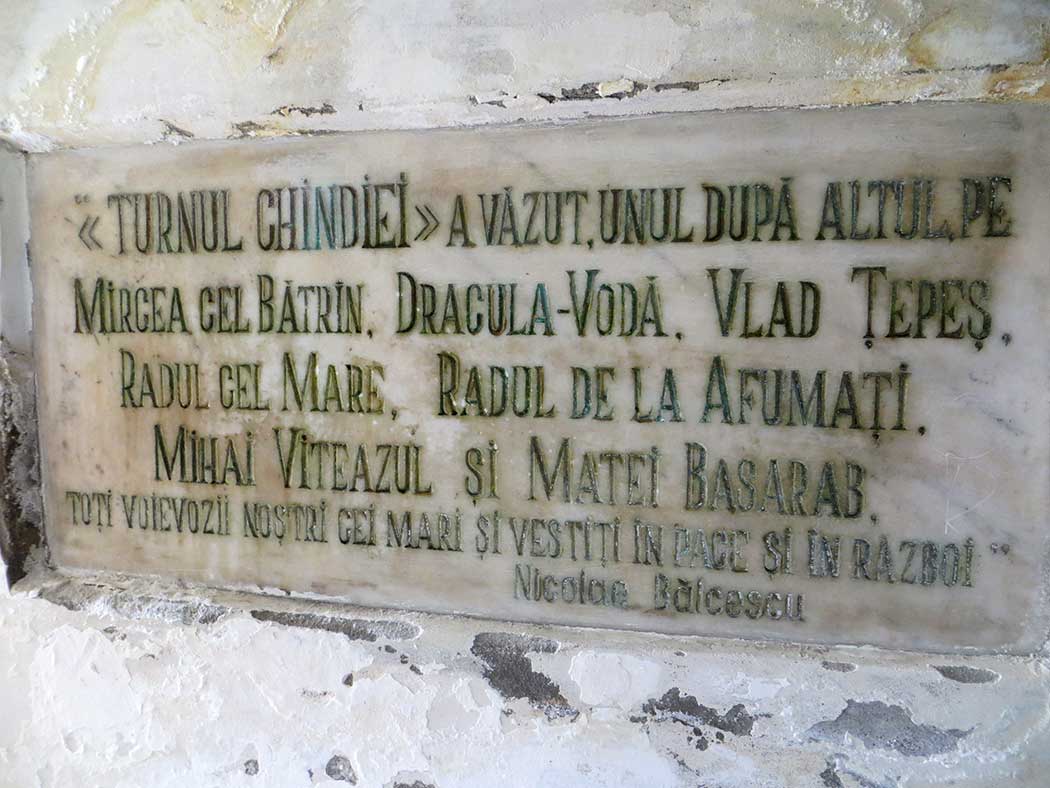 “«TURNUL CHINDIEI» A VĂZUT, UNUL DUPĂ ALTUL, PE
MIRCEA CEL BĂTRÎN, DRACULA-VODĂ, VLAD ȚEPEȘ,
RADUL CEL MARE, RADUL DE LA AFUMAȚI,
MIHAI VITEAZUL ȘI MATEI BASARAB,
TOȚI VOIEVOZII NOȘTRI CEI MARI ȘI VESTIȚI ÎN PACE ȘI ÎN RĂZBOI“
Nicolae Bălcescu